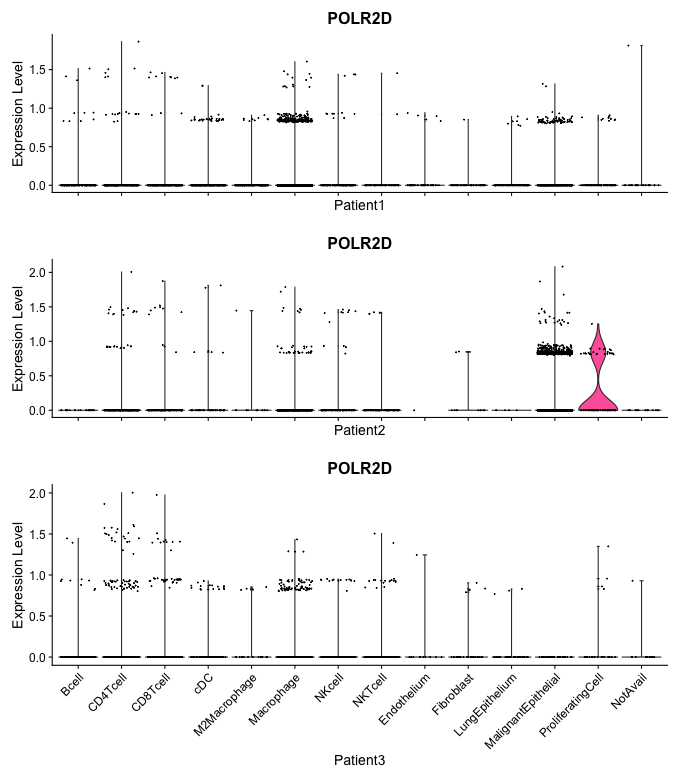 POLR2D
Expression Level
1.5
1.0
0.5
0.0
Patient1
POLR2D
Expression Level
2.0
1.5
1.0
0.5
0.0
Patient2
POLR2D
Expression Level
2.0
1.5
1.0
0.5
0.0
Bcell
CD4Tcell
CD8Tcell
cDC
M2Macrophage
Macrophage
NKcell
NKTcell
Endothelium
Fibroblast
LungEpithelium
MalignantEpithelial
ProliferatingCell
NotAvail
Patient3